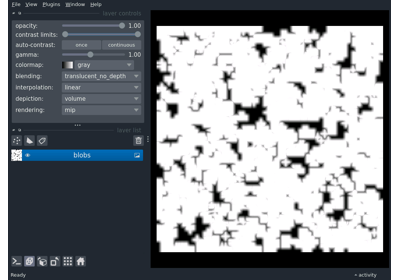 File View Plugins Window Help
layer controls
opacity: 1.00
contrast limits:
auto-contrast: once continuous
gamma: 1.00
colormap: gray
blending: translucent_no_depth
interpolation: linear
depiction: volume
rendering: mip
layer list
blobs
Ready
activity